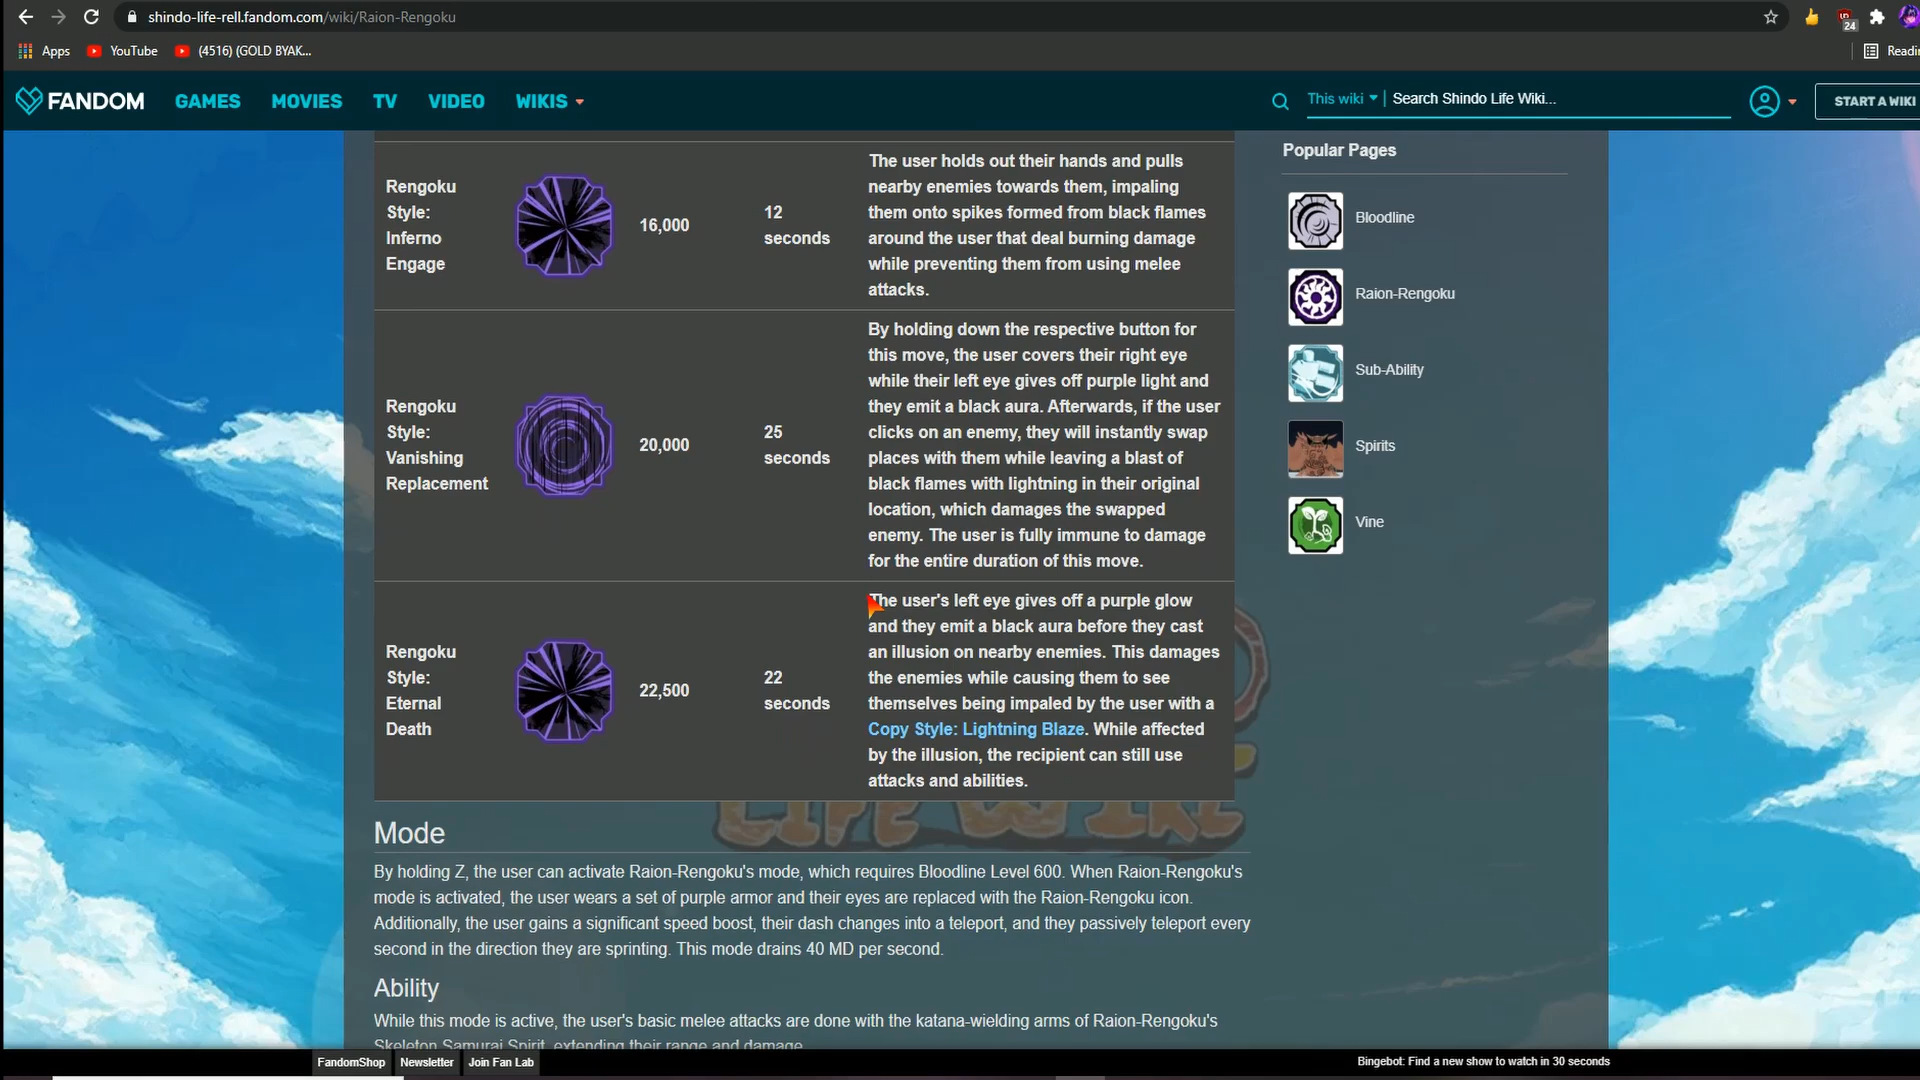 shindo-life-rell.fandom.com/wiki/Raion-Rengoku
24
Apps
YouTube
(4516) (GOLD BYAK...
Readin
FANDOM
GAMES
MOVIES
TV
VIDEO
WIKIS
This wiki
Search Shindo Life Wiki...
START A WIKI
Rengoku
Style:
Inferno
Engage
16,000
12
seconds
The user holds out their hands and pulls
nearby enemies towards them, impaling
them onto spikes formed from black flames
around the user that deal burning damage
while preventing them from using melee
attacks.
Rengoku
Style:
Vanishing
Replacement
20,000
25
seconds
By holding down the respective button for
this move, the user covers their right eye
while their left eye gives off purple light and
they emit a black aura. Afterwards, if the user
clicks on an enemy, they will instantly swap
places with them while leaving a blast of
black flames with lightning in their original
location, which damages the swapped
enemy. The user is fully immune to damage
for the entire duration of this move.
Rengoku
Style:
Eternal
Death
22,500
22
seconds
The user's left eye gives off a purple glow
and they emit a black aura before they cast
an illusion on nearby enemies. This damages
the enemies while causing them to see
themselves being impaled by the user with a
Copy Style: Lightning Blaze. While affected
by the illusion, the recipient can still use
attacks and abilities.
LIFE WIKI
Mode
By holding Z, the user can activate Raion-Rengoku's mode, which requires Bloodline Level 600. When Raion-Rengoku's
mode is activated, the user wears a set of purple armor and their eyes are replaced with the Raion-Rengoku icon.
Additionally, the user gains a significant speed boost, their dash changes into a teleport, and they passively teleport every
second in the direction they are sprinting. This mode drains 40 MD per second.
Ability
While this mode is active, the user's basic melee attacks are done with the katana-wielding arms of Raion-Rengoku's
Skeleton Samurai Spirit, extending their range and damage.
Popular Pages
Bloodline
Raion-Rengoku
Sub-Ability
Spirits
Vine
FandomShop
Newsletter
Join Fan Lab
Bingebot: Find a new show to watch in 30 seconds